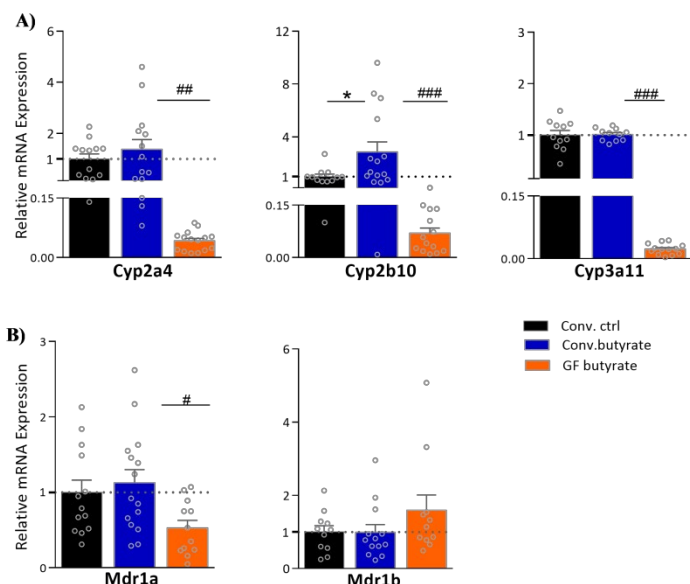 A)
Relative mRNA Expression
6
4
2
1
0.15
0.00
##
Cyp2a4
12
8
4
1
0.15
0.00
*
###
Cyp2b10
3
2
1
0.15
0.00
###
Cyp3a11
Conv. ctrl
Conv.butyrate
GF butyrate
B)
Relative mRNA Expression
3
2
1
0
#
Mdr1a
6
4
2
1
0
Mdr1b